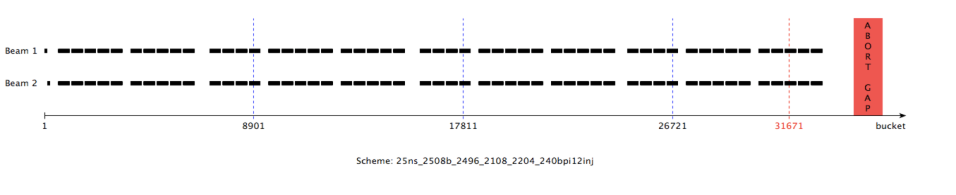 ABORT GAP
Beam 1
Beam 2
1 8901 17811 26721 31671 bucket
Scheme: 25ns_2508b_2496_2108_2204_240bpi12inj